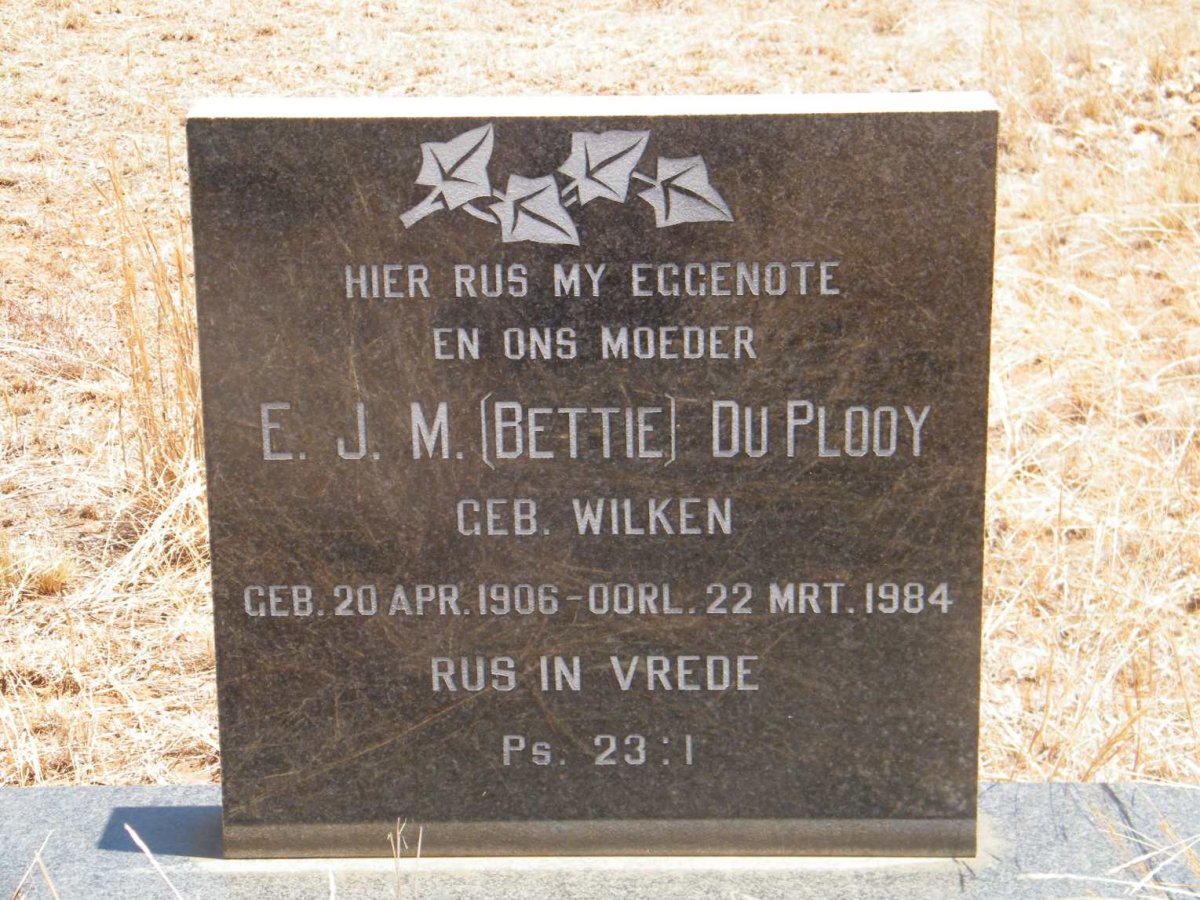 HIER RUS MY EGGENOTE
EN ONS MOEDER
E. J. M. (BETTIE) DU PLOOY
GEB. WILKEN
GEB. 20 APR. 1906 - OORL. 22 MRT. 1984
RUS IN VREDE
Ps. 23:1